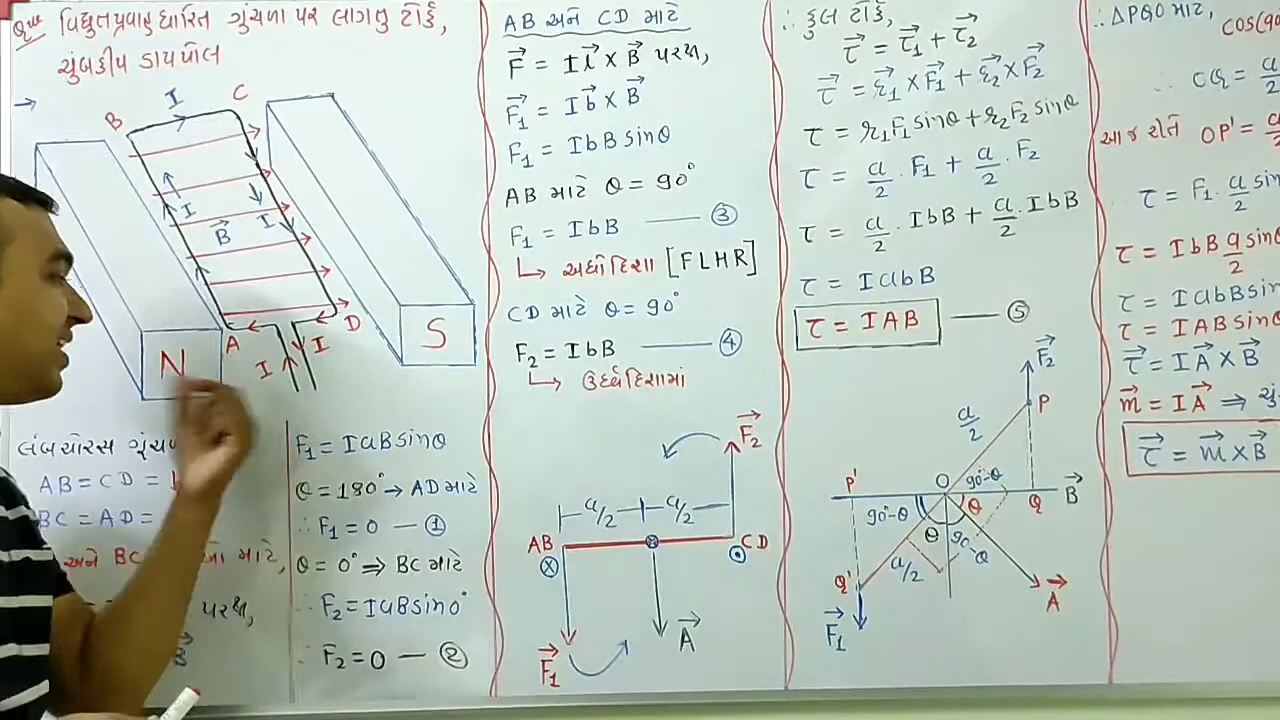 Que વિદ્યુતપ્રવાહધારિત ગૂંચળા પર લાગતુ ટોર્ક,
ચુંબકીય ડાયપોલ
→
B
I
C
I
B⃗
I
A
D
I
I
N
S
લંબચોરસ
AB = CD =
BC = AD =
અને BC
માટે,
પરથી,
F₁ = IaB sinθ
θ = 180° → AD માટે
∴ F₁ = 0 — ①
θ = 0° ⇒ BC માટે
∴ F₂ = IaB sin0°
∴ F₂ = 0 — ②
AB અને CD માટે
F⃗ = I l⃗ × B⃗ પરથી,
F⃗₁ = I b⃗ × B⃗
F₁ = IbB sinθ
AB માટે θ = 90°
F₁ = IbB — ③
↳ અધોદિશા [FLHR]
CD માટે θ = 90°
F₂ = IbB — ④
↳ ઉર્ધ્વદિશામાં
F⃗₂
a/2
a/2
AB
CD
F⃗₁
A⃗
∴ કુલ ટોર્ક,
τ⃗ = τ⃗₁ + τ⃗₂
τ⃗ = r⃗₁ × F⃗₁ + r⃗₂ × F⃗₂
τ = r₁F₁ sinθ + r₂F₂ sinθ
τ = a/2 · F₁ + a/2 · F₂
τ = a/2 · IbB + a/2 · IbB
τ = IabB
τ = IAB — ⑤
F⃗₂
P
a/2
P'
O
90°-θ
θ
Q
B⃗
90°-θ
θ
90°-θ
Q'
a/2
A⃗
F⃗₁
∴ ΔPQO માટે,
cos(90
∴ OQ = a/2
આજ રીતે OP' = a
τ = F₁ · a/2 sin
τ = IbB a/2
τ = IabB sin
τ = IAB sinθ
τ⃗ = I A⃗ × B⃗
m⃗ = I A⃗ ⇒ ચું
τ⃗ = m⃗ × B⃗